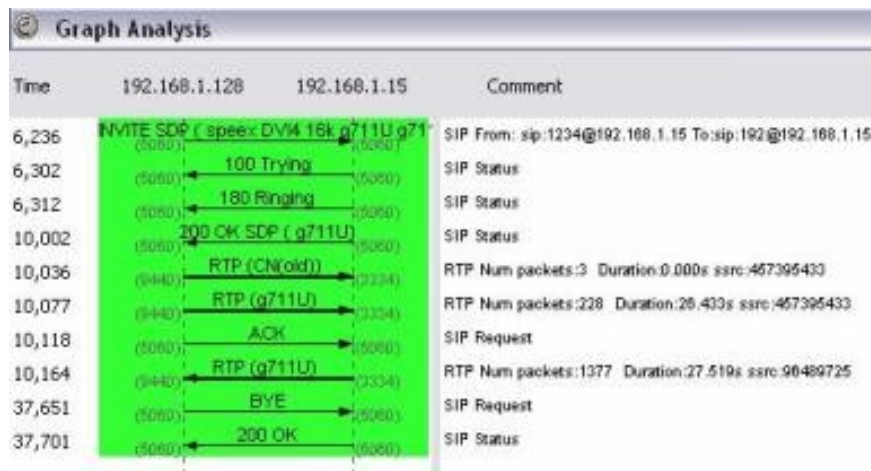 Graph Analysis
Time 192.168.1.128 192.168.1.15 Comment
6,236 INVITE SDP ( speex DVI4 16k g711U g71 SIP From: sip:1234@192.168.1.15 To:sip:192@192.168.1.15
(5060) (5060)
6,302 100 Trying SIP Status
(5060) (5060)
6,312 180 Ringing SIP Status
(5060) (5060)
10,002 200 OK SDP ( g711U) SIP Status
(5060) (5060)
10,036 RTP (CN(old)) RTP Num packets:3 Duration:0.000s ssrc:457395433
(9440) (3334)
10,077 RTP (g711U) RTP Num packets:228 Duration:26.433s ssrc:457395433
(9440) (3334)
10,118 ACK SIP Request
(5060) (5060)
10,164 RTP (g711U) RTP Num packets:1377 Duration:27.519s ssrc:96489725
(9440) (3334)
37,651 BYE SIP Request
(5060) (5060)
37,701 200 OK SIP Status
(5060) (5060)